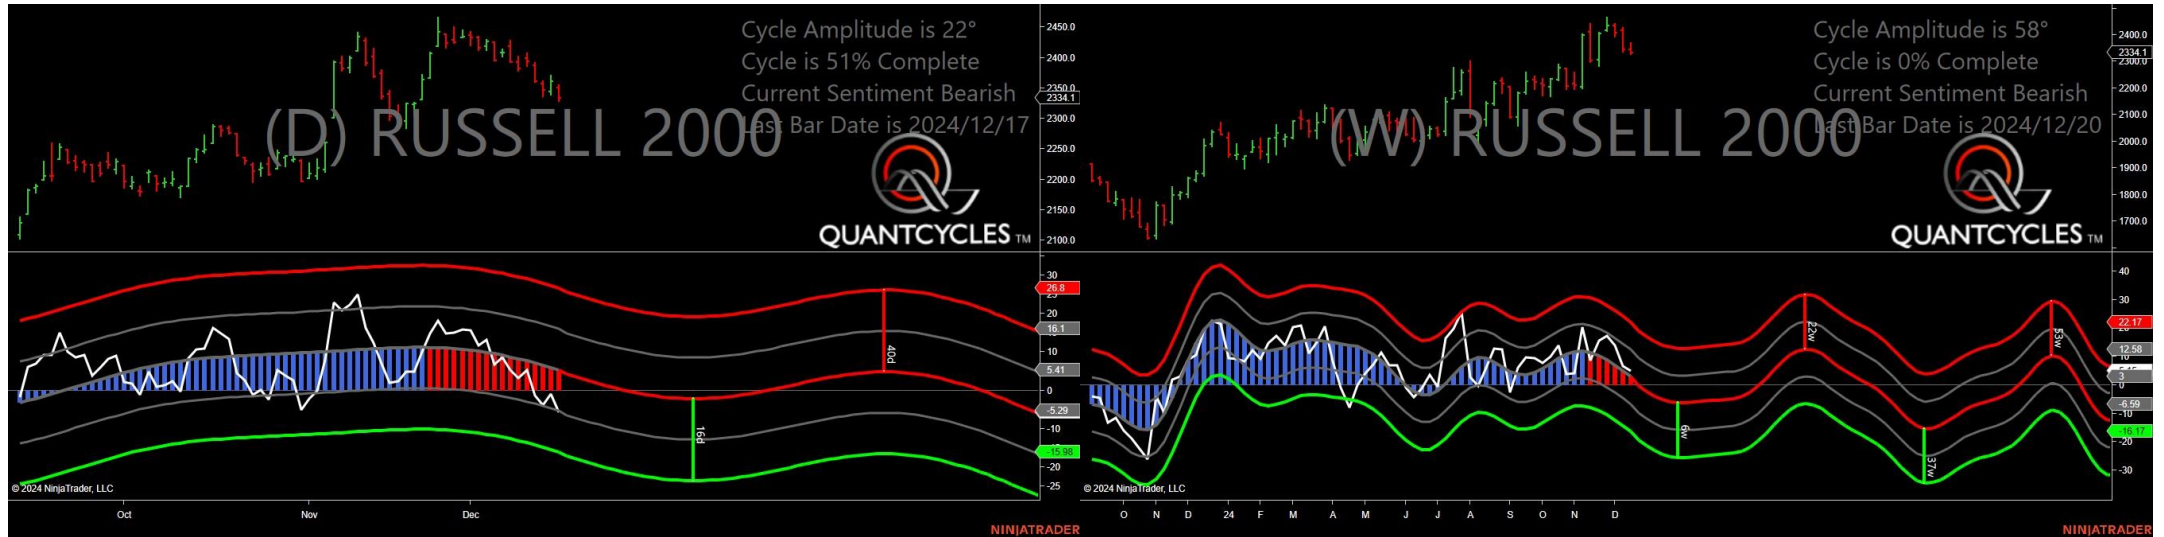 Cycle Amplitude is 22°
Cycle is 51% Complete
Current Sentiment Bearish
Last Bar Date is 2024/12/17
(D) RUSSELL 2000
QUANTCYCLES TM
2450.0
2400.0
2350.0
2334.1
2300.0
2250.0
2200.0
2150.0
2100.0
30
26.8
25
20
16.1
10
5.41
0
-5.29
-10
-15.98
-20
-25
40d
16d
© 2024 NinjaTrader, LLC
Oct Nov Dec
NINJATRADER
Cycle Amplitude is 58°
Cycle is 0% Complete
Current Sentiment Bearish
Last Bar Date is 2024/12/20
(W) RUSSELL 2000
QUANTCYCLES TM
2400.0
2334.1
2300.0
2200.0
2100.0
2000.0
1900.0
1800.0
1700.0
40
30
22.17
20
12.58
10
3
0
-6.59
-10
-16.17
-20
-30
22w
53w
6w
37w
© 2024 NinjaTrader, LLC
O N D 24 F M A M J J A S O N D
NINJATRADER